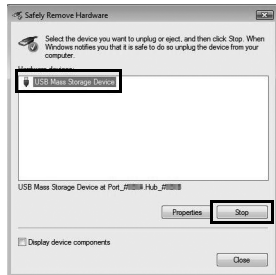 Safely Remove Hardware
Select the device you want to unplug or eject, and then click Stop. When
Windows notifies you that it is safe to do so unplug the device from your
computer.
Hardware devices:
USB Mass Storage Device
USB Mass Storage Device at Port_# .Hub_#
Properties
Stop
Display device components
Close